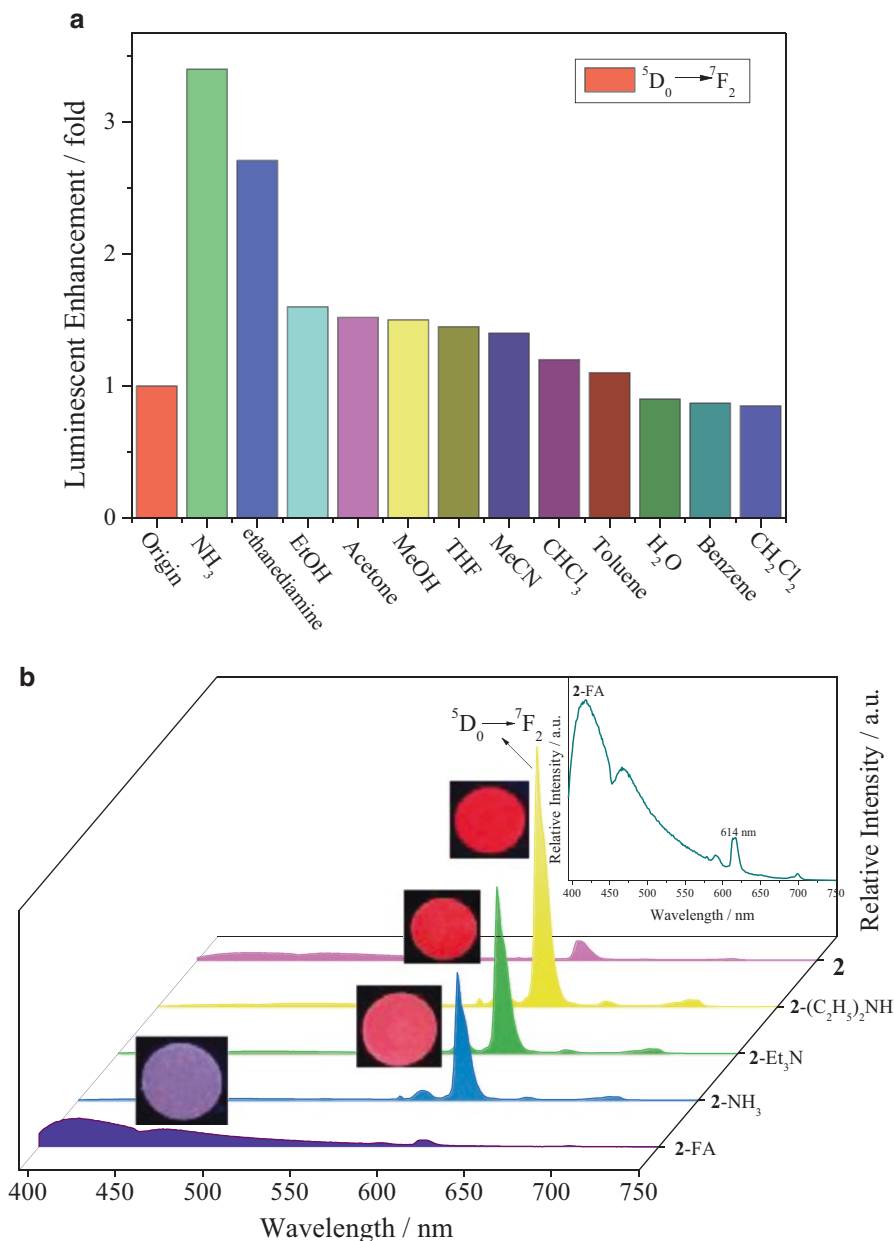 a
⁵D₀ → ⁷F₂
Luminescent Enhancement / fold
3
2
1
0
Origin
NH₃
ethanediamine
EtOH
Acetone
MeOH
THF
MeCN
CHCl₃
Toluene
H₂O
Benzene
CH₂Cl₂
b
⁵D₀ → ⁷F₂
2-FA
Relative Intensity / a.u.
614 nm
400 450 500 550 600 650 700 750
Wavelength / nm
Relative Intensity / a.u.
2
2-(C₂H₅)₂NH
2-Et₃N
2-NH₃
2-FA
400 450 500 550 600 650 700 750
Wavelength / nm